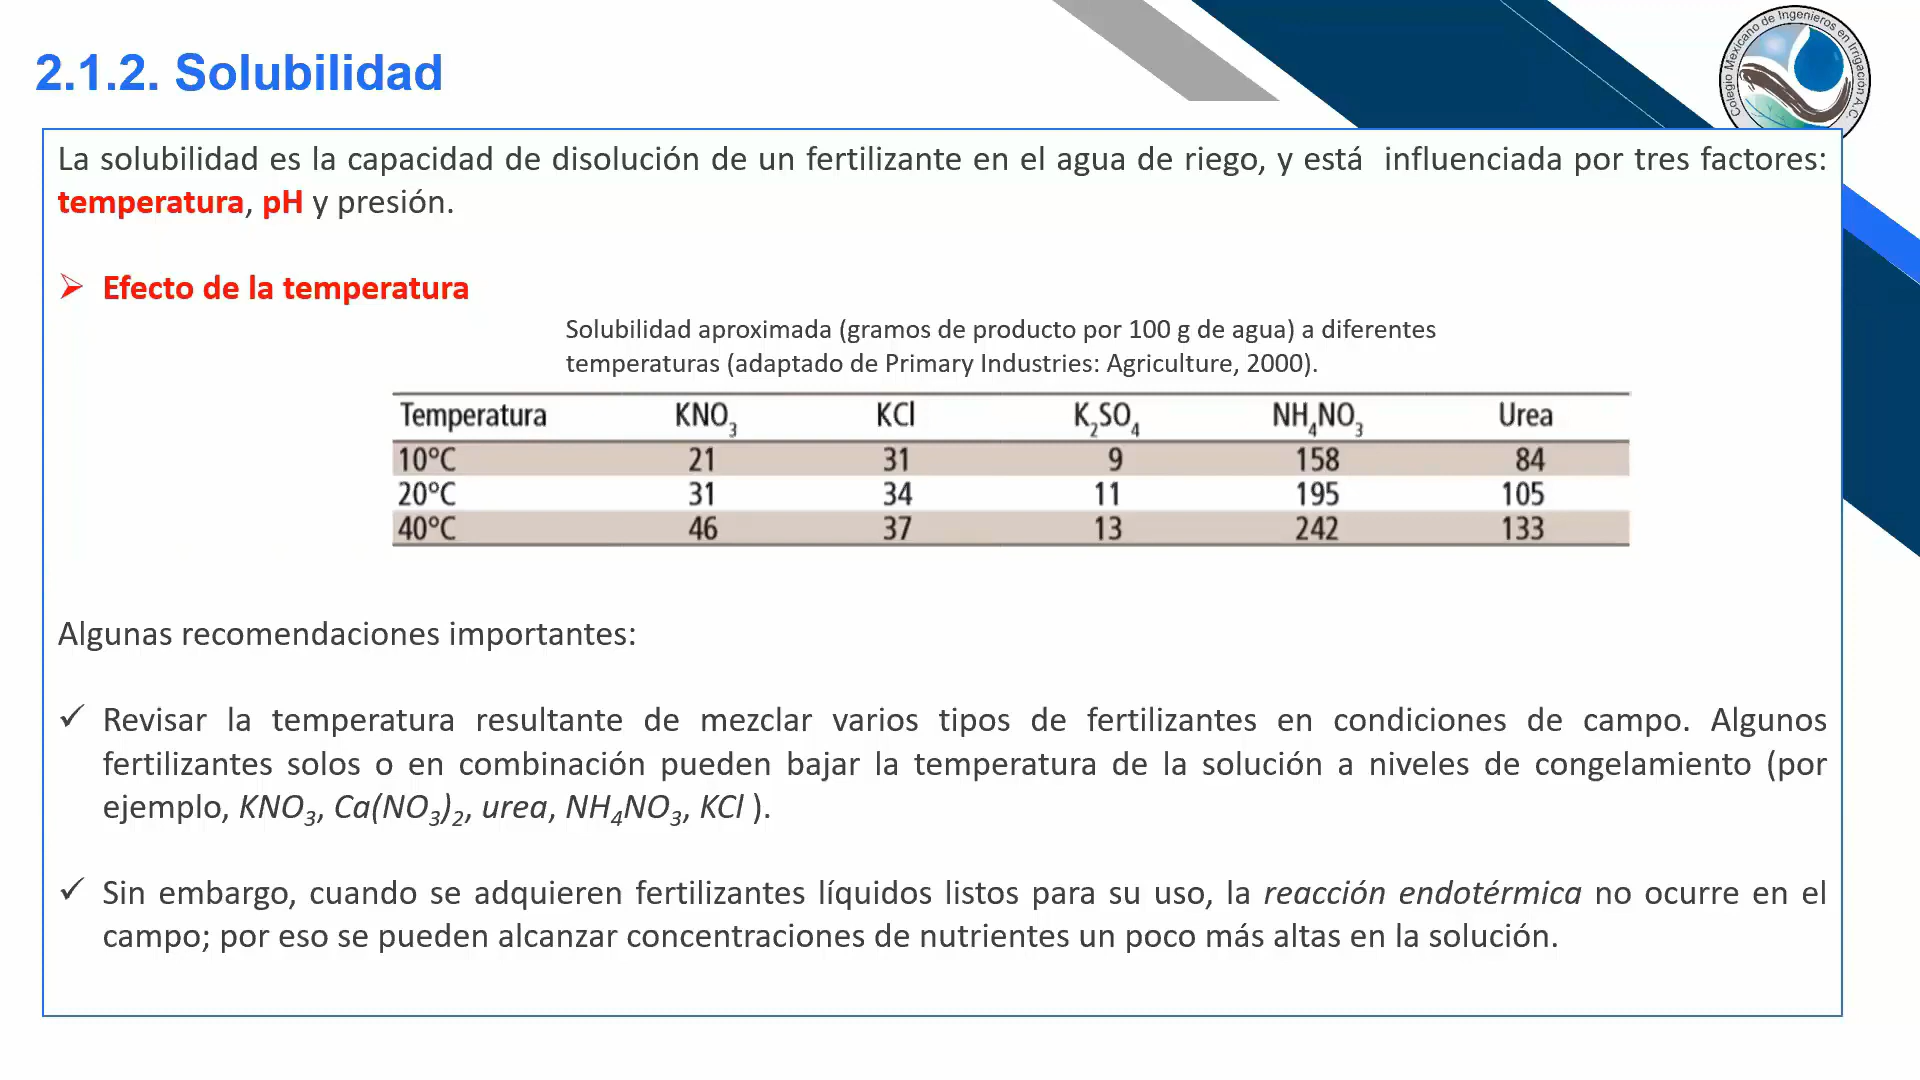 2.1.2. Solubilidad
Colegio Mexicano de Ingenieros en Irrigación A.C.
La solubilidad es la capacidad de disolución de un fertilizante en el agua de riego, y está influenciada por tres factores:
temperatura, pH y presión.
➢ Efecto de la temperatura
Solubilidad aproximada (gramos de producto por 100 g de agua) a diferentes
temperaturas (adaptado de Primary Industries: Agriculture, 2000).
Temperatura KNO₃ KCl K₂SO₄ NH₄NO₃ Urea
10°C 21 31 9 158 84
20°C 31 34 11 195 105
40°C 46 37 13 242 133
Algunas recomendaciones importantes:
✓ Revisar la temperatura resultante de mezclar varios tipos de fertilizantes en condiciones de campo. Algunos
fertilizantes solos o en combinación pueden bajar la temperatura de la solución a niveles de congelamiento (por
ejemplo, KNO₃, Ca(NO₃)₂, urea, NH₄NO₃, KCl ).
✓ Sin embargo, cuando se adquieren fertilizantes líquidos listos para su uso, la reacción endotérmica no ocurre en el
campo; por eso se pueden alcanzar concentraciones de nutrientes un poco más altas en la solución.